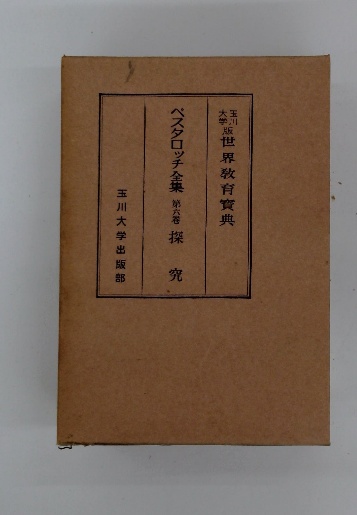 玉川大学版 世界教育寳典
ペスタロッチ全集 第六巻 探究
玉川大学出版部